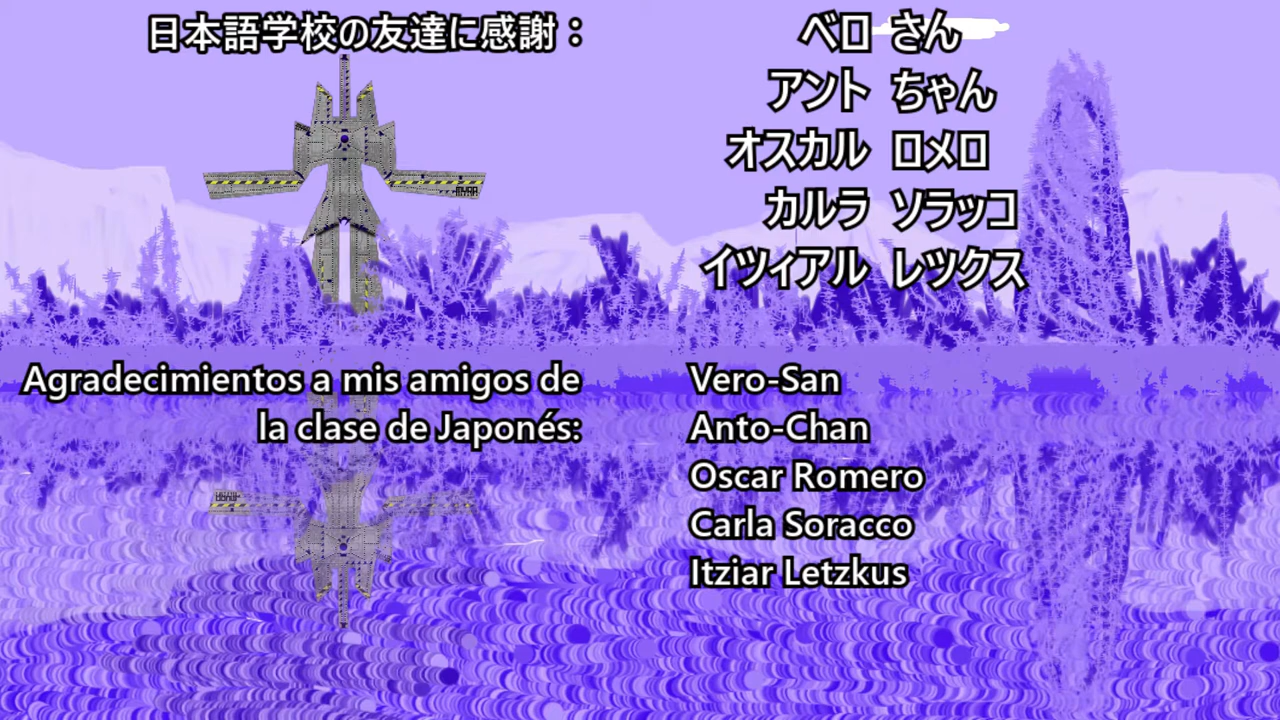 日本語学校の友達に感謝：
ベロ さん
アント ちゃん
オスカル ロメロ
カルラ ソラッコ
イツィアル レツクス
Agradecimientos a mis amigos de
la clase de Japonés:
Vero-San
Anto-Chan
Oscar Romero
Carla Soracco
Itziar Letzkus